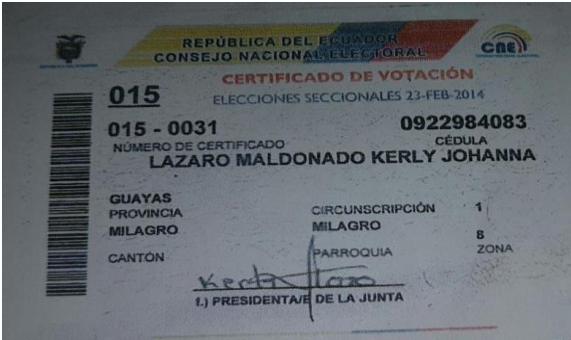 REPÚBLICA DEL ECUADOR
CONSEJO NACIONAL ELECTORAL
CNE
CERTIFICADO DE VOTACIÓN
015
ELECCIONES SECCIONALES 23-FEB-2014
015 - 0031 0922984083
NÚMERO DE CERTIFICADO CÉDULA
LAZARO MALDONADO KERLY JOHANNA
GUAYAS
PROVINCIA CIRCUNSCRIPCIÓN 1
MILAGRO MILAGRO
8
CANTÓN PARROQUIA ZONA
f.) PRESIDENTA/E DE LA JUNTA